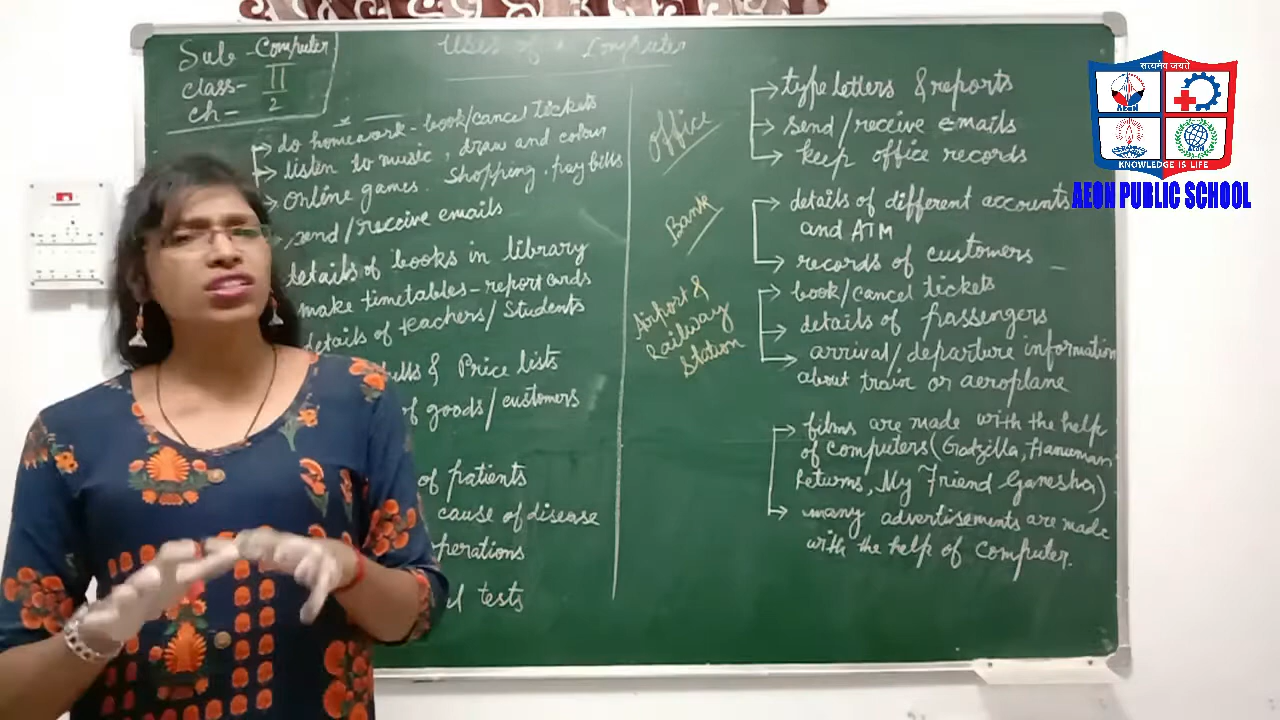 Sub - Computer
class - II
ch - 2
Uses of a Computer
do homework - book/cancel tickets
listen to music, draw and colour
online games. Shopping. pay bills
send/receive emails
details of books in library
make timetables - report cards
details of teachers/Students
bills & Price lists
of goods/customers
of patients
cause of disease
operations
tests
Office
type letters & reports
send/receive emails
keep office records
Bank
details of different accounts
and ATM
records of customers
Airport &
Railway
Station
book/cancel tickets
details of passengers
arrival/departure information
about train or aeroplane
films are made with the help
of computers (Godzilla, Hanuman
Returns, My Friend Ganesha)
many advertisements are made
with the help of computer.
सत्यमेव जयते
AEON
KNOWLEDGE IS LIFE
AEON PUBLIC SCHOOL